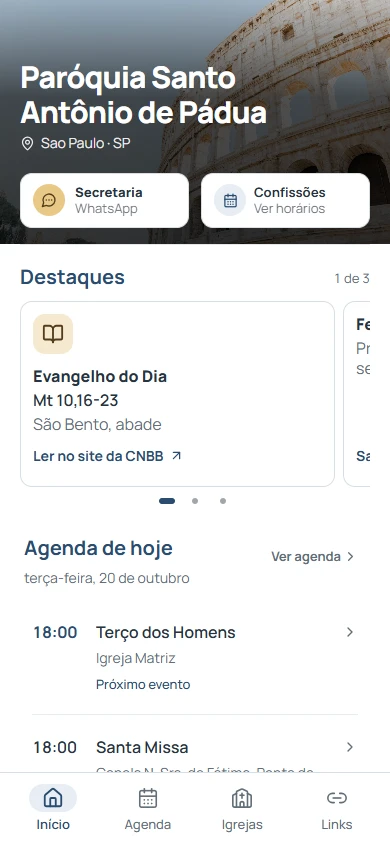 Paróquia Santo
Antônio de Pádua
Sao Paulo · SP
Secretaria
WhatsApp
Confissões
Ver horários
Destaques
1 de 3
Evangelho do Dia
Mt 10,16-23
São Bento, abade
Ler no site da CNBB
Fe
Pr
se
Sa
Agenda de hoje
terça-feira, 20 de outubro
Ver agenda
18:00
Terço dos Homens
Igreja Matriz
Próximo evento
18:00
Santa Missa
Início
Agenda
Igrejas
Links